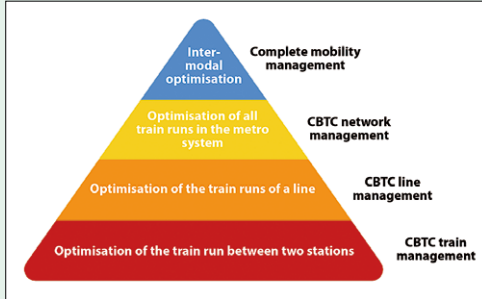 Inter-
modal
optimisation
Complete mobility
management
Optimisation of all
train runs in the metro
system
CBTC network
management
Optimisation of the train runs of a line
CBTC line
management
Optimisation of the train run between two stations
CBTC train
management